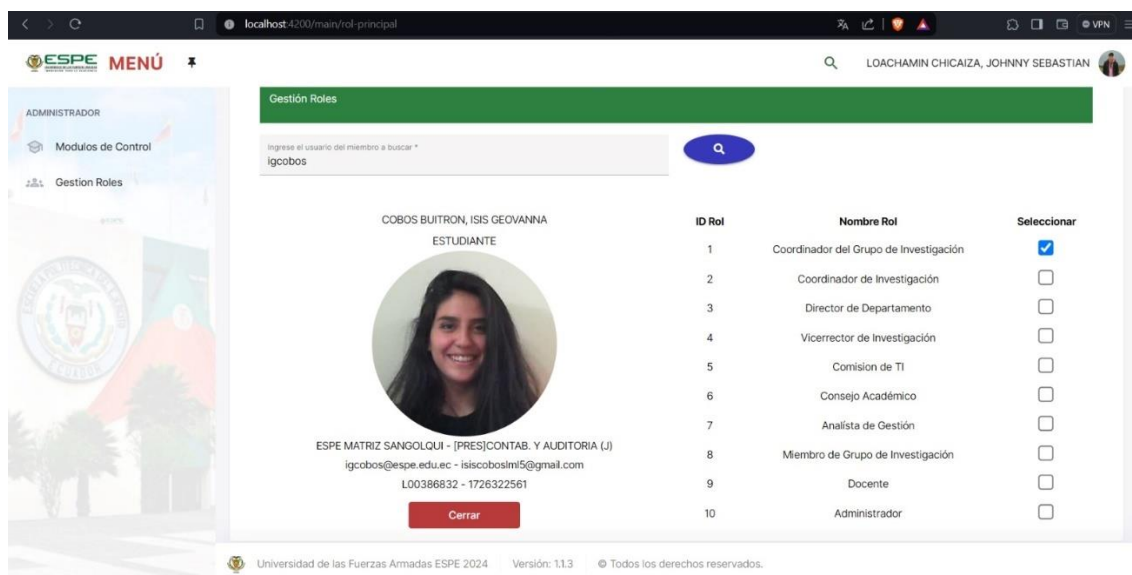 localhost:4200/main/rol-principal
VPN
ESPE MENÚ
LOACHAMIN CHICAIZA, JOHNNY SEBASTIAN
ADMINISTRADOR
Modulos de Control
Gestion Roles
Gestión Roles
Ingrese el usuario del miembro a buscar *
igcobos
COBOS BUITRON, ISIS GEOVANNA
ESTUDIANTE
ESPE MATRIZ SANGOLQUI - [PRES]CONTAB. Y AUDITORIA (J)
igcobos@espe.edu.ec - isiscoboslml5@gmail.com
L00386832 - 1726322561
Cerrar
ID Rol Nombre Rol Seleccionar
1 Coordinador del Grupo de Investigación
2 Coordinador de Investigación
3 Director de Departamento
4 Vicerrector de Investigación
5 Comision de TI
6 Consejo Académico
7 Analísta de Gestión
8 Miembro de Grupo de Investigación
9 Docente
10 Administrador
Universidad de las Fuerzas Armadas ESPE 2024 Versión: 1.1.3 © Todos los derechos reservados.